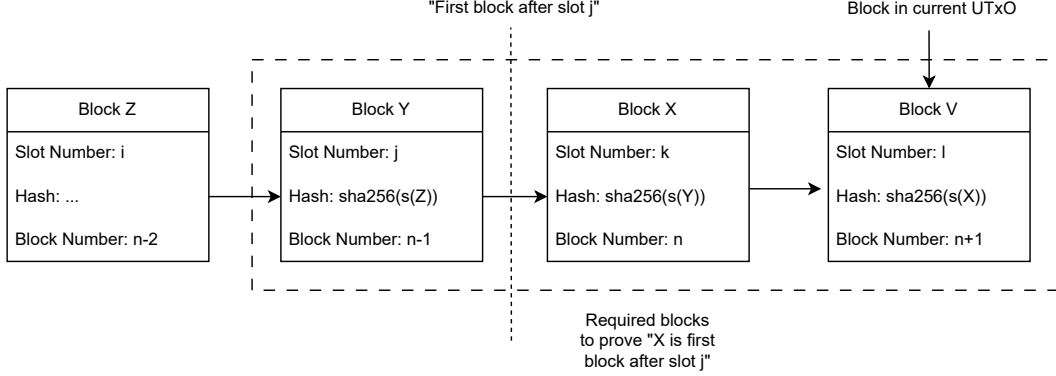 "First block after slot j"
Block in current UTxO
Block Z
Slot Number: i
Hash: ...
Block Number: n-2
Block Y
Slot Number: j
Hash: sha256(s(Z))
Block Number: n-1
Block X
Slot Number: k
Hash: sha256(s(Y))
Block Number: n
Block V
Slot Number: l
Hash: sha256(s(X))
Block Number: n+1
Required blocks
to prove "X is first
block after slot j"